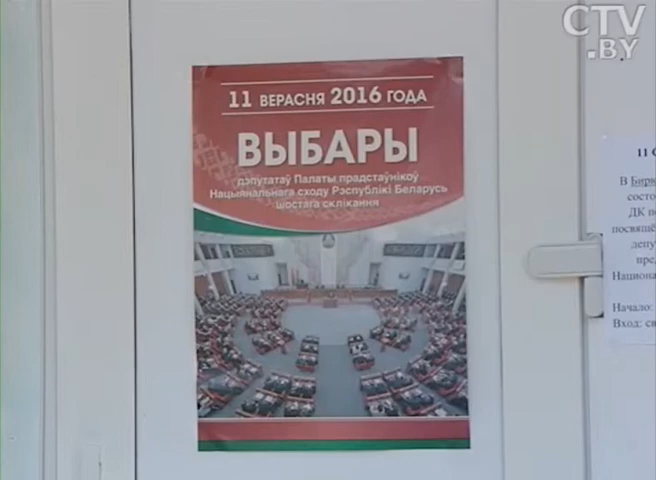 CTV
.BY
11 ВЕРАСНЯ 2016 ГОДА
ВЫБАРЫ
дэпутатаў Палаты прадстаўнікоў
Нацыянальнага сходу Рэспублікі Беларусь
шостага склікання
11
В
состо
ДК
посвящё
депу
пред
Национа
Начало:
Вход: